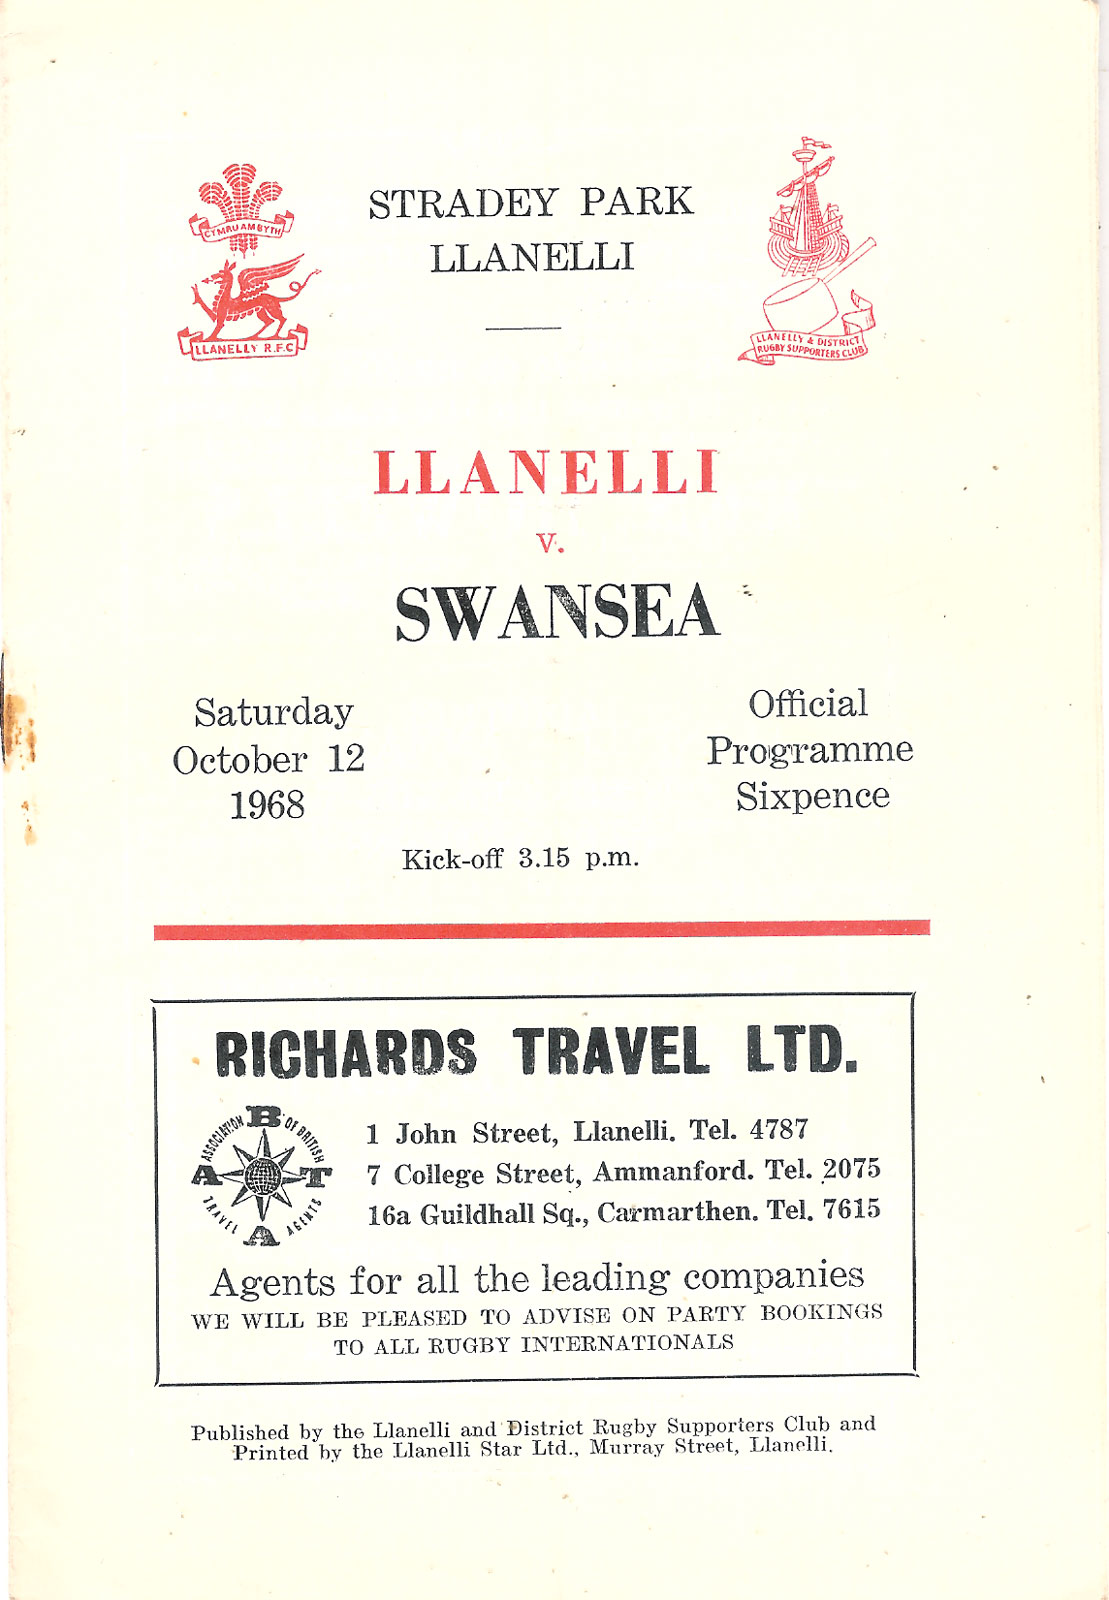 STRADEY PARK
LLANELLI
CYMRU AM BYTH
LLANELLY R.F.C
LLANELLY & DISTRICT
RUGBY SUPPORTERS CLUB
LLANELLI
v.
SWANSEA
Saturday
October 12
1968
Official
Programme
Sixpence
Kick-off 3.15 p.m.
RICHARDS TRAVEL LTD.
ASSOCIATION OF BRITISH
TRAVEL AGENTS
A B T A
1 John Street, Llanelli. Tel. 4787
7 College Street, Ammanford. Tel. 2075
16a Guildhall Sq., Carmarthen. Tel. 7615
Agents for all the leading companies
WE WILL BE PLEASED TO ADVISE ON PARTY BOOKINGS
TO ALL RUGBY INTERNATIONALS
Published by the Llanelli and District Rugby Supporters Club and
Printed by the Llanelli Star Ltd., Murray Street, Llanelli.